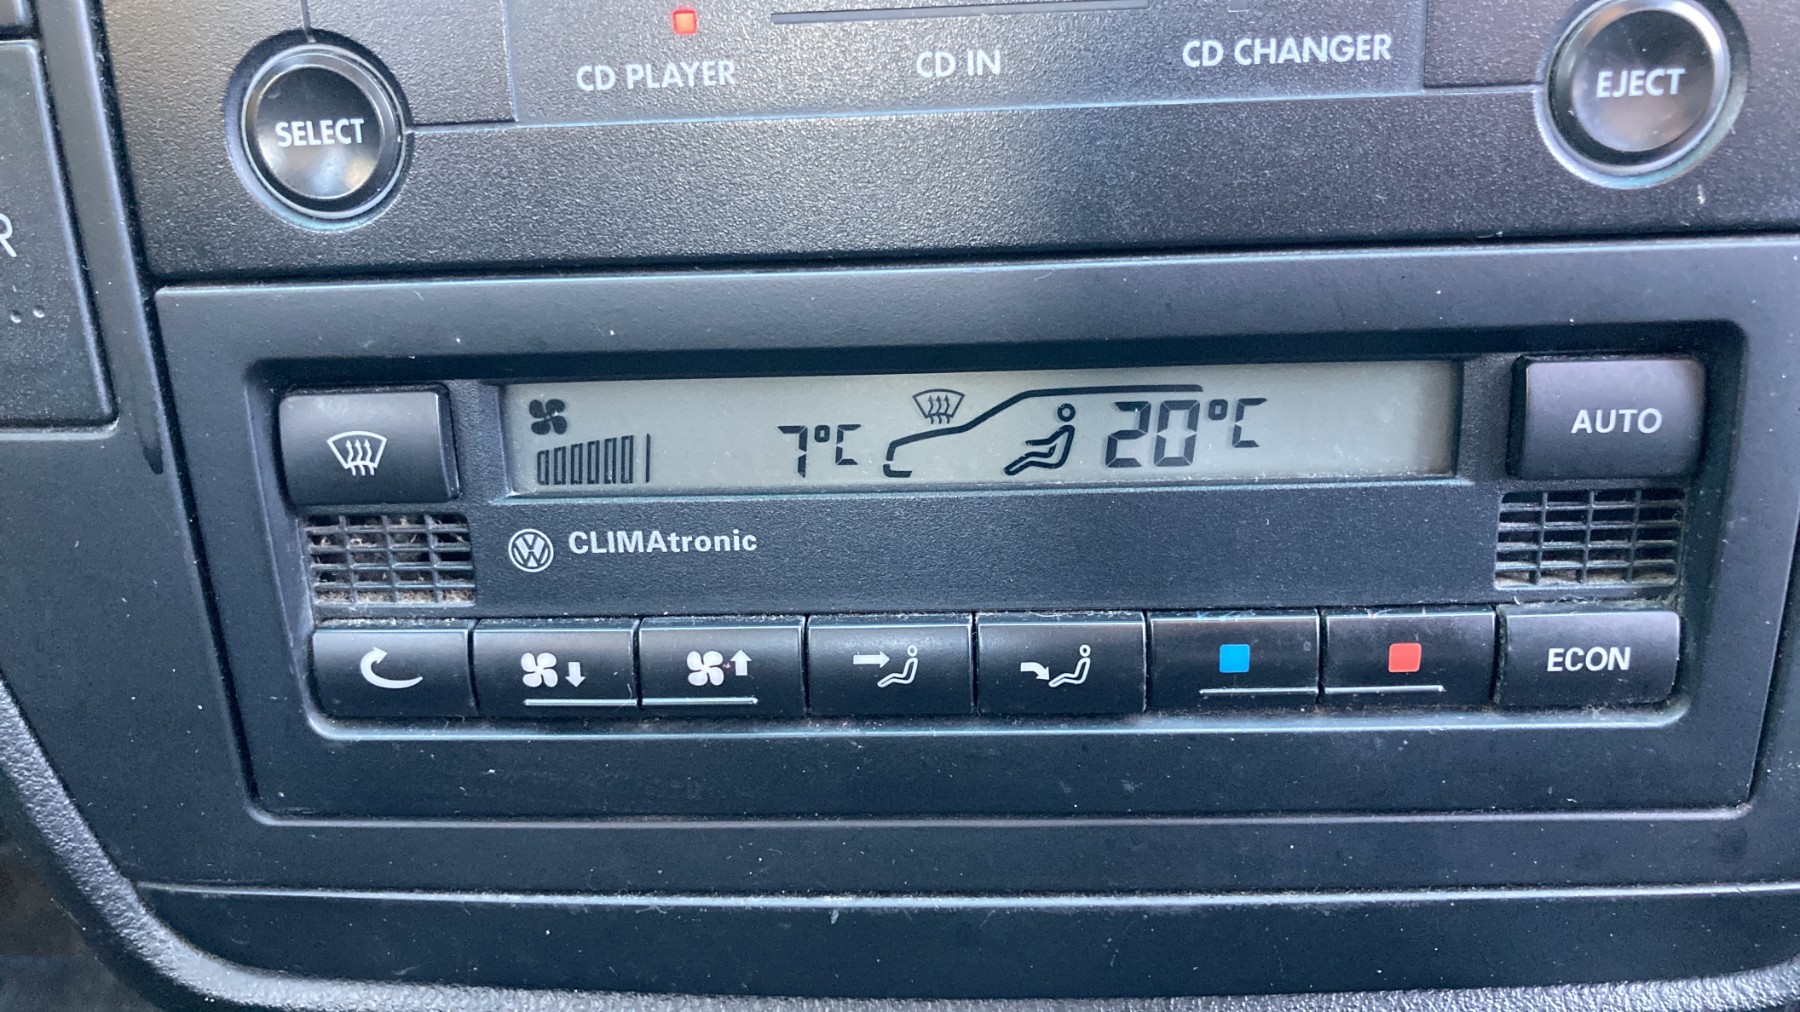 CD PLAYER
CD IN
CD CHANGER
SELECT
EJECT
R
7°C
20°C
AUTO
CLIMAtronic
ECON